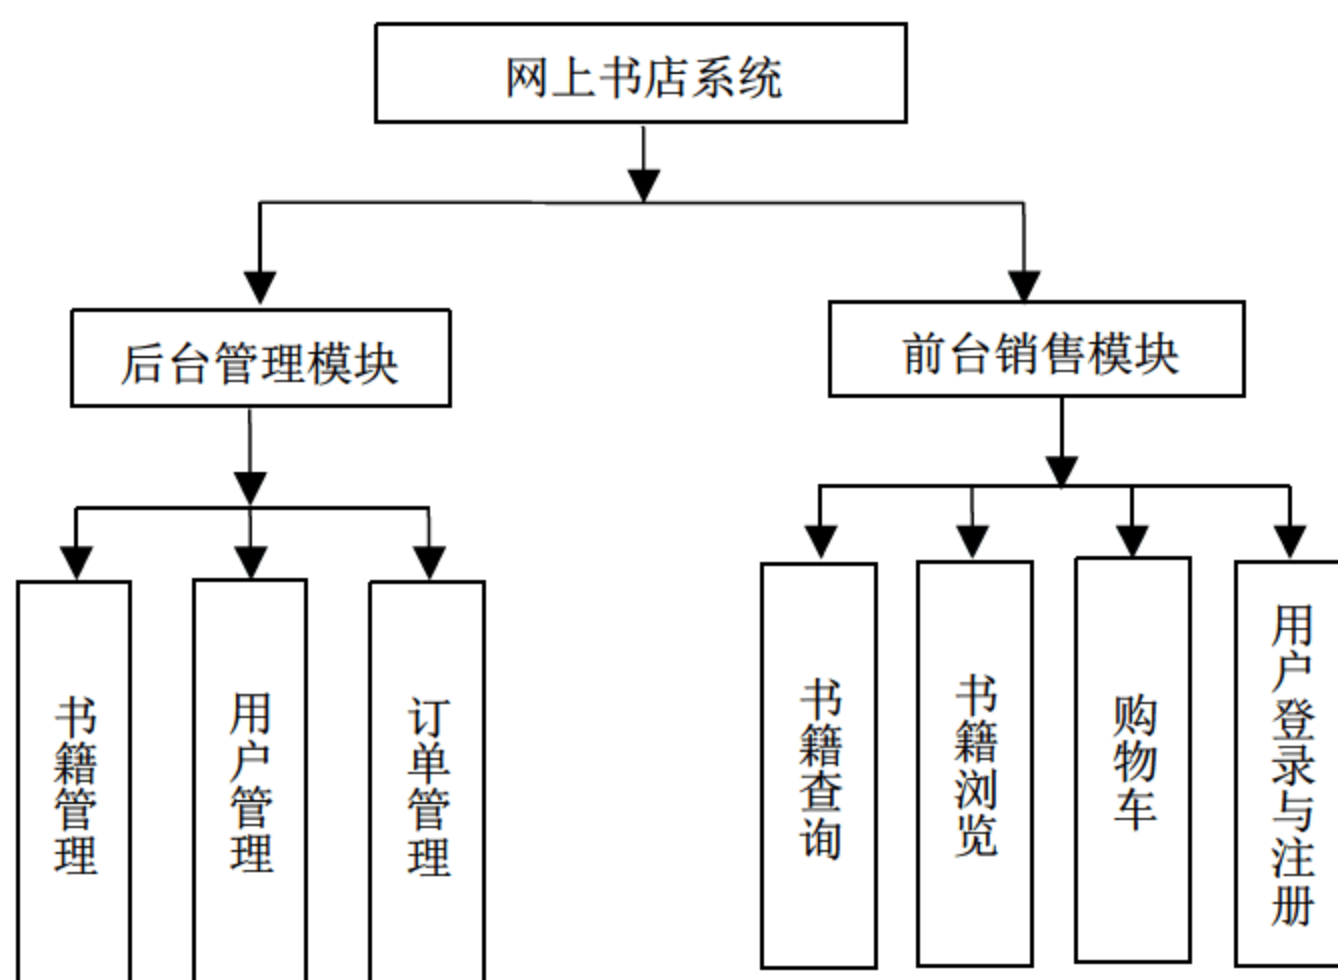 网上书店系统
后台管理模块
前台销售模块
书籍管理
用户管理
订单管理
书籍查询
书籍浏览
购物车
用户登录与注册